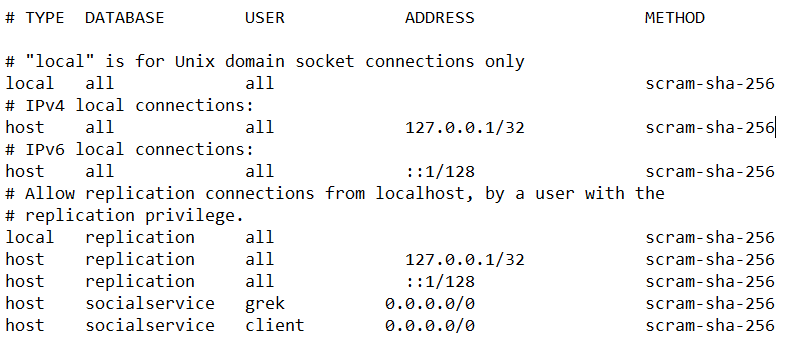 # TYPE  DATABASE        USER            ADDRESS                 METHOD

# "local" is for Unix domain socket connections only
local   all             all                                     scram-sha-256
# IPv4 local connections:
host    all             all             127.0.0.1/32            scram-sha-256
# IPv6 local connections:
host    all             all             ::1/128                 scram-sha-256
# Allow replication connections from localhost, by a user with the
# replication privilege.
local   replication     all                                     scram-sha-256
host    replication     all             127.0.0.1/32            scram-sha-256
host    replication     all             ::1/128                 scram-sha-256
host    socialservice   grek          0.0.0.0/0                 scram-sha-256
host    socialservice   client        0.0.0.0/0                 scram-sha-256